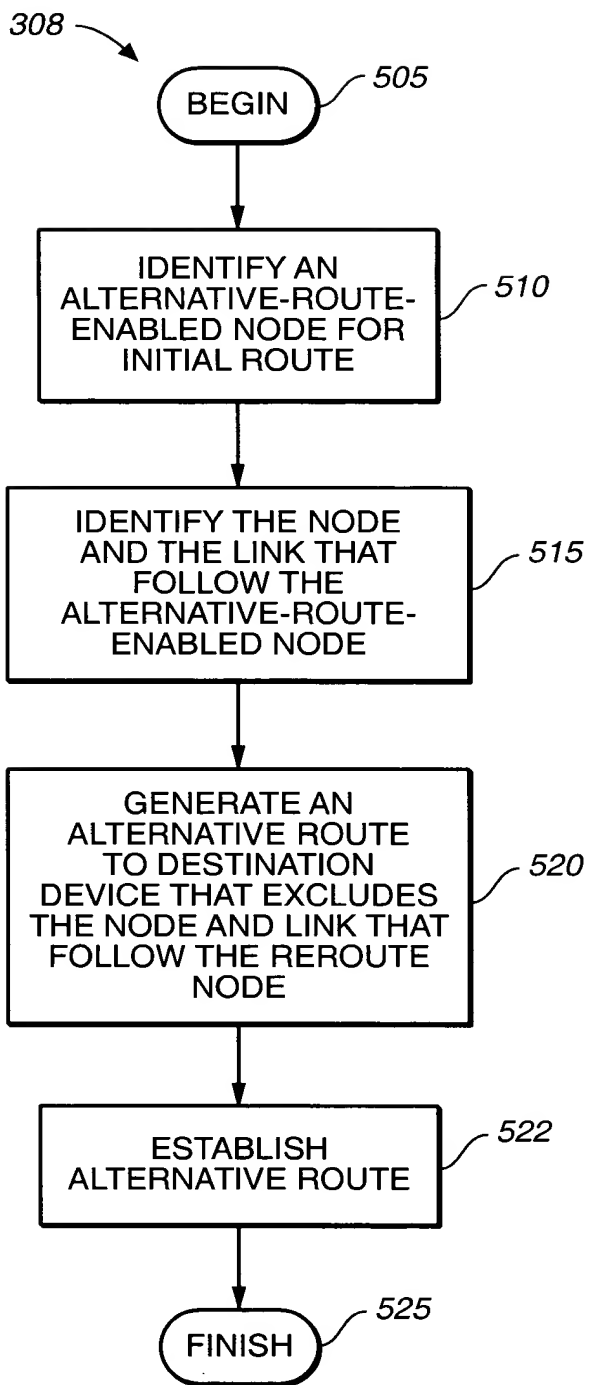 308
BEGIN
505
IDENTIFY AN
ALTERNATIVE-ROUTE-
ENABLED NODE FOR
INITIAL ROUTE
510
IDENTIFY THE NODE
AND THE LINK THAT
FOLLOW THE
ALTERNATIVE-ROUTE-
ENABLED NODE
515
GENERATE AN
ALTERNATIVE ROUTE
TO DESTINATION
DEVICE THAT EXCLUDES
THE NODE AND LINK THAT
FOLLOW THE REROUTE
NODE
520
ESTABLISH
ALTERNATIVE ROUTE
522
FINISH
525